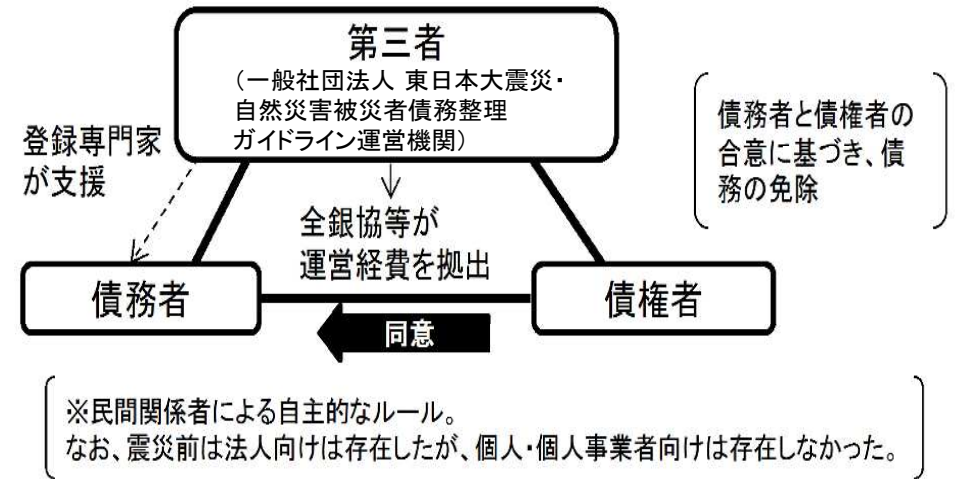 第三者
（一般社団法人 東日本大震災・
自然災害被災者債務整理
ガイドライン運営機関）
登録専門家
が支援
債務者と債権者の
合意に基づき、債
務の免除
全銀協等が
運営経費を拠出
債務者
債権者
同意
※民間関係者による自主的なルール。
なお、震災前は法人向けは存在したが、個人・個人事業者向けは存在しなかった。